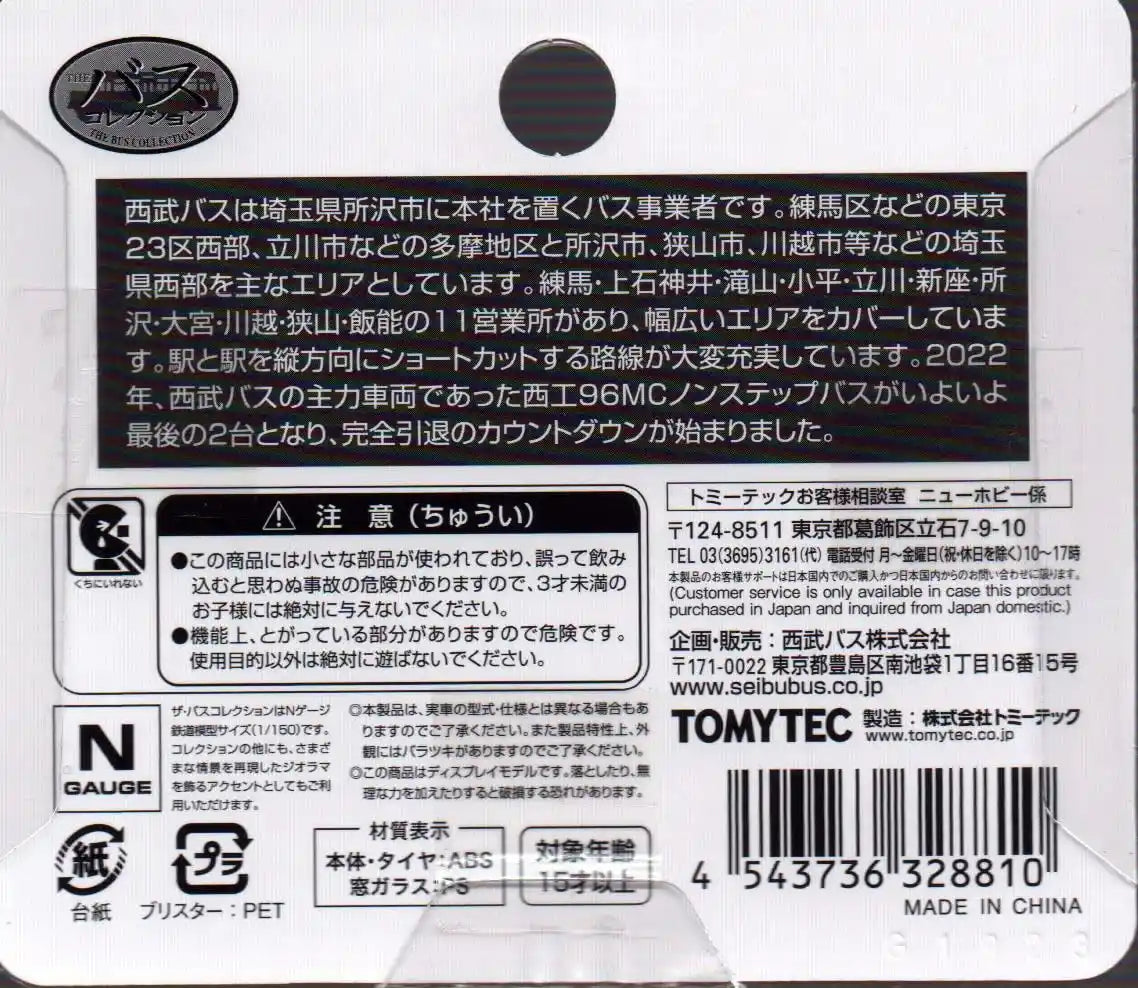 THE バス
コレクション
THE BUS COLLECTION
西武バスは埼玉県所沢市に本社を置くバス事業者です。練馬区などの東京
23区西部、立川市などの多摩地区と所沢市、狭山市、川越市等などの埼玉
県西部を主なエリアとしています。練馬・上石神井・滝山・小平・立川・新座・所
沢・大宮・川越・狭山・飯能の11営業所があり、幅広いエリアをカバーしていま
す。駅と駅を縦方向にショートカットする路線が大変充実しています。2022
年、西武バスの主力車両であった西工96MCノンステップバスがいよいよ
最後の2台となり、完全引退のカウントダウンが始まりました。
くちにいれない
注 意（ちゅうい）
●この商品には小さな部品が使われており、誤って飲み
込むと思わぬ事故の危険がありますので、3才未満の
お子様には絶対に与えないでください。
●機能上、とがっている部分がありますので危険です。
使用目的以外は絶対に遊ばないでください。
トミーテックお客様相談室 ニューホビー係
〒124-8511 東京都葛飾区立石7-9-10
TEL 03(3695)3161(代) 電話受付 月〜金曜日(祝・休日を除く)10〜17時
本製品のお客様サポートは日本国内でのご購入かつ日本国内からのお問い合わせに限ります。
(Customer service is only available in case this product
purchased in Japan and inquired from Japan domestic.)
企画・販売：西武バス株式会社
〒171-0022 東京都豊島区南池袋1丁目16番15号
www.seibubus.co.jp
TOMYTEC 製造：株式会社トミーテック
www.tomytec.co.jp
N
GAUGE
ザ・バスコレクションはNゲージ
鉄道模型サイズ(1/150)です。
コレクションの他にも、さまざ
まな情景を再現したジオラマ
を飾るアクセントとしてもご利
用いただけます。
◎本製品は、実車の型式・仕様とは異なる場合もあ
りますのでご了承ください。また製品特性上、外
観にはバラツキがありますのでご了承ください。
◎この商品はディスプレイモデルです。落としたり、無
理な力を加えたりすると破損する恐れがあります。
紙
台紙
プラ
ブリスター：PET
材質表示
本体・タイヤ:ABS
窓ガラス:PS
対象年齢
15才以上
4 543736 328810
MADE IN CHINA